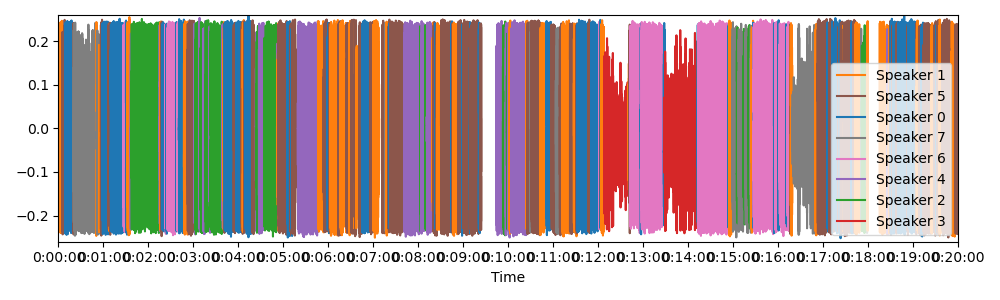 0.2
0.1
0.0
−0.1
−0.2
0:00:00 0:01:00 0:02:00 0:03:00 0:04:00 0:05:00 0:06:00 0:07:00 0:08:00 0:09:00 0:10:00 0:11:00 0:12:00 0:13:00 0:14:00 0:15:00 0:16:00 0:17:00 0:18:00 0:19:00 0:20:00
Time
Speaker 1
Speaker 5
Speaker 0
Speaker 7
Speaker 6
Speaker 4
Speaker 2
Speaker 3